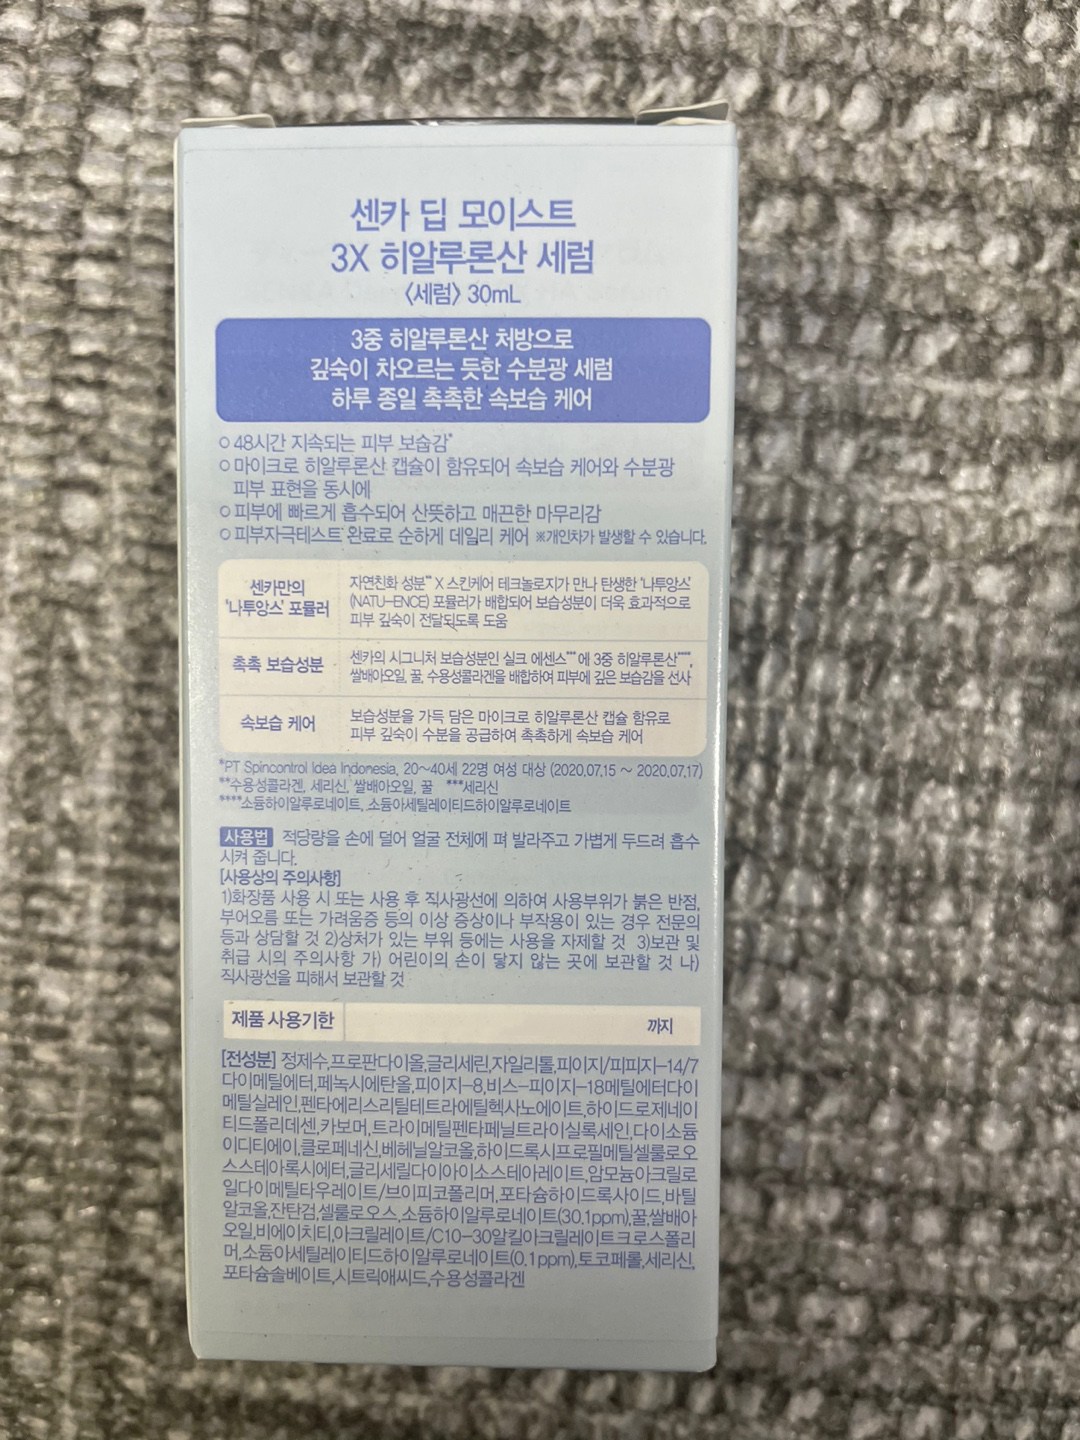 센카 딥 모이스트
3X 히알루론산 세럼
〈세럼〉 30mL
3중 히알루론산 처방으로
깊숙이 차오르는 듯한 수분광 세럼
하루 종일 촉촉한 속보습 케어
○ 48시간 지속되는 피부 보습감*
○ 마이크로 히알루론산 캡슐이 함유되어 속보습 케어와 수분광
피부 표현을 동시에
○ 피부에 빠르게 흡수되어 산뜻하고 매끈한 마무리감
○ 피부자극테스트 완료로 순하게 데일리 케어 ※개인차가 발생할 수 있습니다.
센카만의
'나투앙스' 포뮬러
자연친화 성분** X 스킨케어 테크놀로지가 만나 탄생한 '나투앙스'
(NATU-ENCE) 포뮬러가 배합되어 보습성분이 더욱 효과적으로
피부 깊숙이 전달되도록 도움
촉촉 보습성분
센카의 시그니처 보습성분인 실크 에센스***에 3중 히알루론산****,
쌀배아오일, 꿀, 수용성콜라겐을 배합하여 피부에 깊은 보습감을 선사
속보습 케어
보습성분을 가득 담은 마이크로 히알루론산 캡슐 함유로
피부 깊숙이 수분을 공급하여 촉촉하게 속보습 케어
*PT Spincontrol Idea Indonesia, 20~40세 22명 여성 대상 (2020.07.15 ~ 2020.07.17)
**수용성콜라겐, 세리신, 쌀배아오일, 꿀 ***세리신
****소듐하이알루로네이트, 소듐아세틸레이티드하이알루로네이트
사용법 적당량을 손에 덜어 얼굴 전체에 펴 발라주고 가볍게 두드려 흡수
시켜 줍니다.
[사용상의 주의사항]
1)화장품 사용 시 또는 사용 후 직사광선에 의하여 사용부위가 붉은 반점,
부어오름 또는 가려움증 등의 이상 증상이나 부작용이 있는 경우 전문의
등과 상담할 것 2)상처가 있는 부위 등에는 사용을 자제할 것 3)보관 및
취급 시의 주의사항 가) 어린이의 손이 닿지 않는 곳에 보관할 것 나)
직사광선을 피해서 보관할 것
제품 사용기한 까지
[전성분] 정제수,프로판다이올,글리세린,자일리톨,피이지/피피지-14/7
다이메틸에터,페녹시에탄올,피이지-8,비스-피이지-18메틸에터다이
메틸실레인,펜타에리스리틸테트라에틸헥사노에이트,하이드로제네이
티드폴리데센,카보머,트라이메틸펜타페닐트라이실록세인,다이소듐
이디티에이,클로페네신,베헤닐알코올,하이드록시프로필메틸셀룰로오
스스테아록시에터,글리세릴다이아이소스테아레이트,암모늄아크릴로
일다이메틸타우레이트/브이피코폴리머,포타슘하이드록사이드,바틸
알코올,잔탄검,셀룰로오스,소듐하이알루로네이트(30.1ppm),꿀,쌀배아
오일,비에이치티,아크릴레이트/C10-30알킬아크릴레이트크로스폴리
머,소듐아세틸레이티드하이알루로네이트(0.1ppm),토코페롤,세리신,
포타슘솔베이트,시트릭애씨드,수용성콜라겐